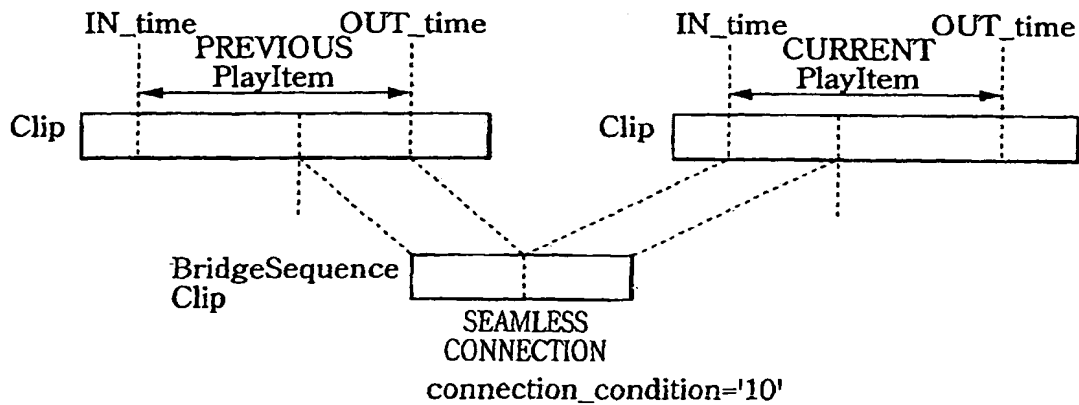 IN_time OUT_time
PREVIOUS
PlayItem
Clip
IN_time OUT_time
CURRENT
PlayItem
Clip
BridgeSequence
Clip
SEAMLESS
CONNECTION
connection_condition='10'